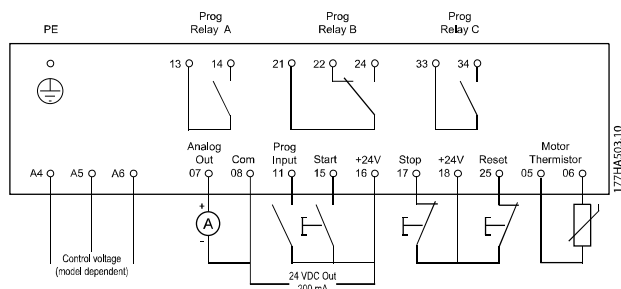 PE
Prog
Relay A
Prog
Relay B
Prog
Relay C
13 14 21 22 24 33 34
Analog
Out
Com
Prog
Input
Start
+24V
Stop
+24V
Reset
Motor
Thermistor
A4 A5 A6 07 08 11 15 16 17 18 25 05 06
+
A
-
Control voltage
(model dependent)
24 VDC Out
200 mA
177HA503.10